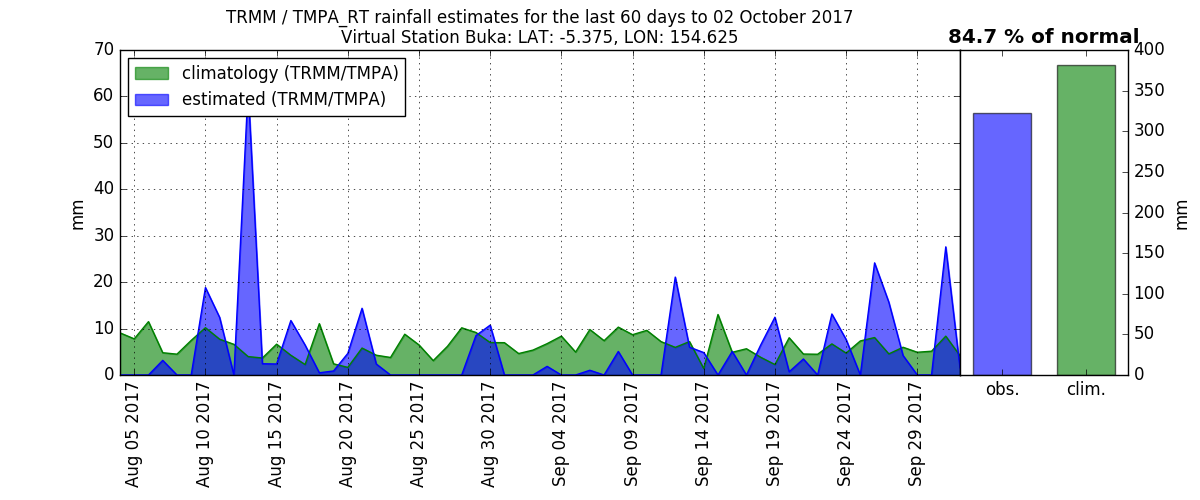 TRMM / TMPA_RT rainfall estimates for the last 60 days to 02 October 2017
Virtual Station Buka: LAT: -5.375, LON: 154.625
84.7 % of normal
climatology (TRMM/TMPA)
estimated (TRMM/TMPA)
70
60
50
40
30
20
10
0
mm
400
350
300
250
200
150
100
50
0
mm
Aug 05 2017
Aug 10 2017
Aug 15 2017
Aug 20 2017
Aug 25 2017
Aug 30 2017
Sep 04 2017
Sep 09 2017
Sep 14 2017
Sep 19 2017
Sep 24 2017
Sep 29 2017
obs.
clim.